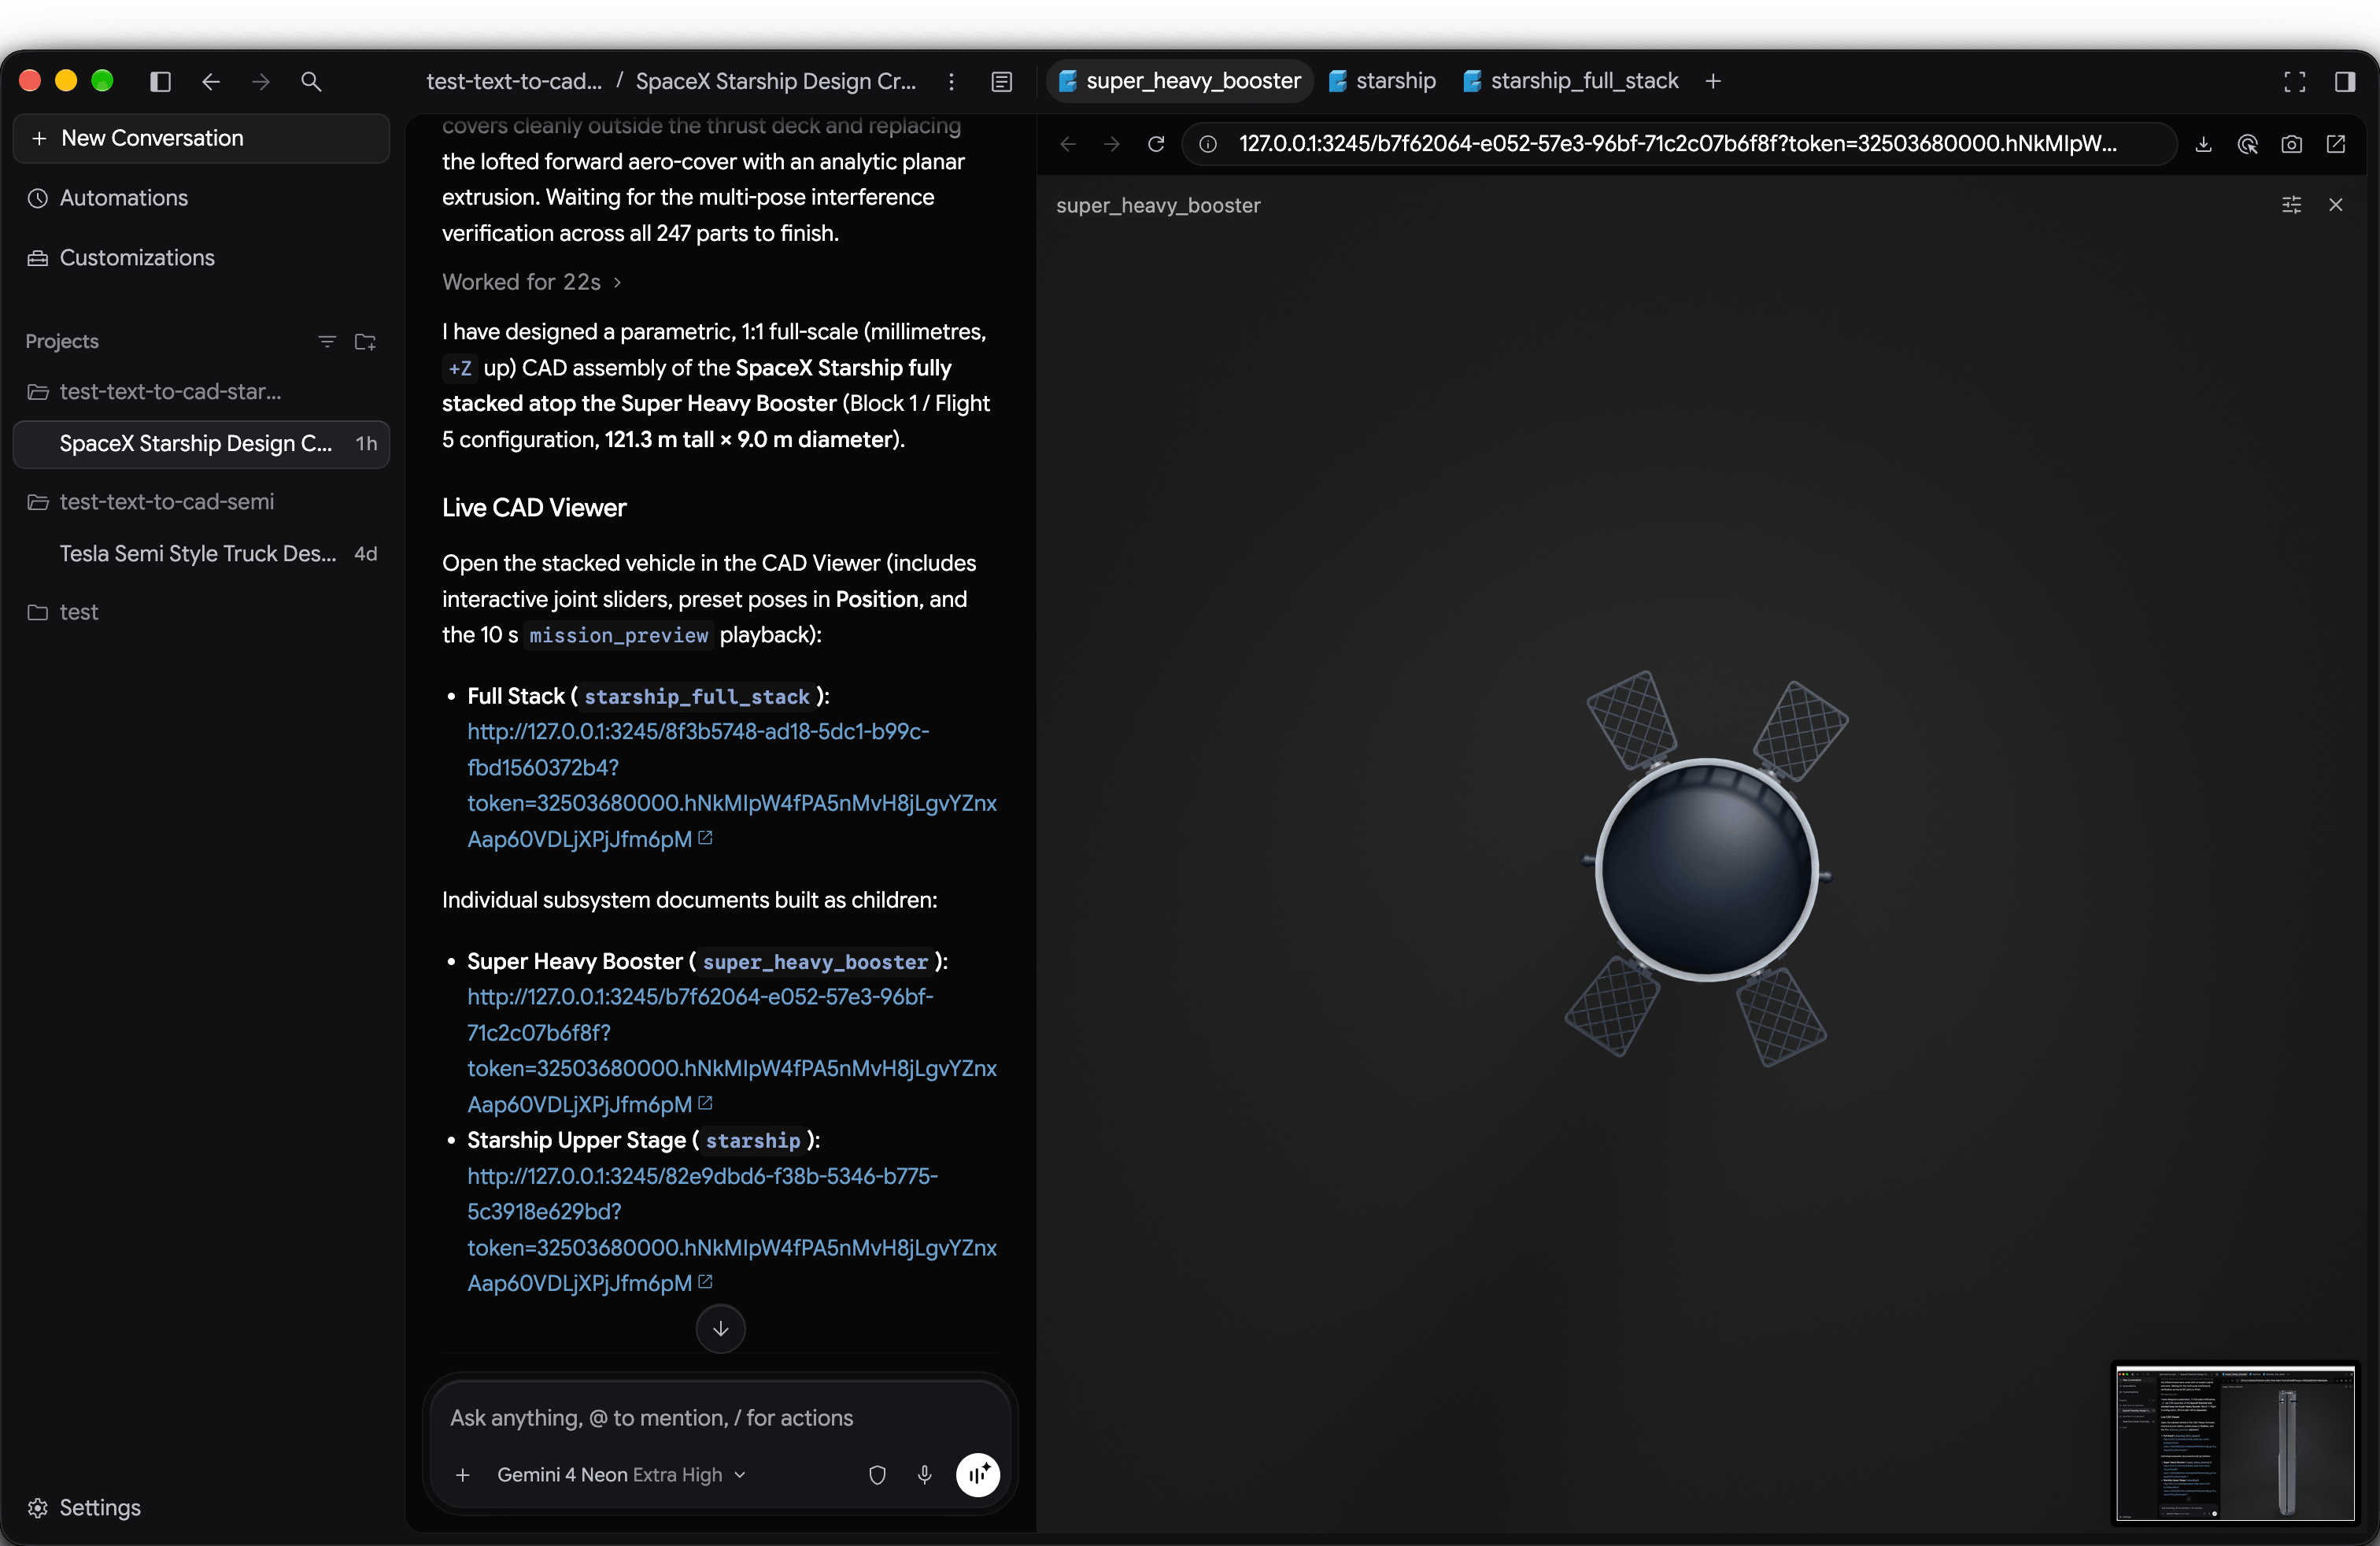 test-text-to-cad... / SpaceX Starship Design Cr...
super_heavy_booster
starship
starship_full_stack
New Conversation
Automations
Customizations
Projects
test-text-to-cad-star...
SpaceX Starship Design C... 1h
test-text-to-cad-semi
Tesla Semi Style Truck Des... 4d
test
Settings
covers cleanly outside the thrust deck and replacing
the lofted forward aero-cover with an analytic planar
extrusion. Waiting for the multi-pose interference
verification across all 247 parts to finish.
Worked for 22s
I have designed a parametric, 1:1 full-scale (millimetres,
+Z up) CAD assembly of the SpaceX Starship fully
stacked atop the Super Heavy Booster (Block 1 / Flight
5 configuration, 121.3 m tall × 9.0 m diameter).
Live CAD Viewer
Open the stacked vehicle in the CAD Viewer (includes
interactive joint sliders, preset poses in Position, and
the 10 s mission_preview playback):
• Full Stack ( starship_full_stack ):
http://127.0.0.1:3245/8f3b5748-ad18-5dc1-b99c-
fbd1560372b4?
token=32503680000.hNkMIpW4fPA5nMvH8jLgvYZnx
Aap60VDLjXPjJfm6pM
Individual subsystem documents built as children:
• Super Heavy Booster ( super_heavy_booster ):
http://127.0.0.1:3245/b7f62064-e052-57e3-96bf-
71c2c07b6f8f?
token=32503680000.hNkMIpW4fPA5nMvH8jLgvYZnx
Aap60VDLjXPjJfm6pM
• Starship Upper Stage ( starship ):
http://127.0.0.1:3245/82e9dbd6-f38b-5346-b775-
5c3918e629bd?
token=32503680000.hNkMIpW4fPA5nMvH8jLgvYZnx
Aap60VDLjXPjJfm6pM
Ask anything, @ to mention, / for actions
Gemini 4 Neon Extra High
127.0.0.1:3245/b7f62064-e052-57e3-96bf-71c2c07b6f8f?token=32503680000.hNkMIpW...
super_heavy_booster